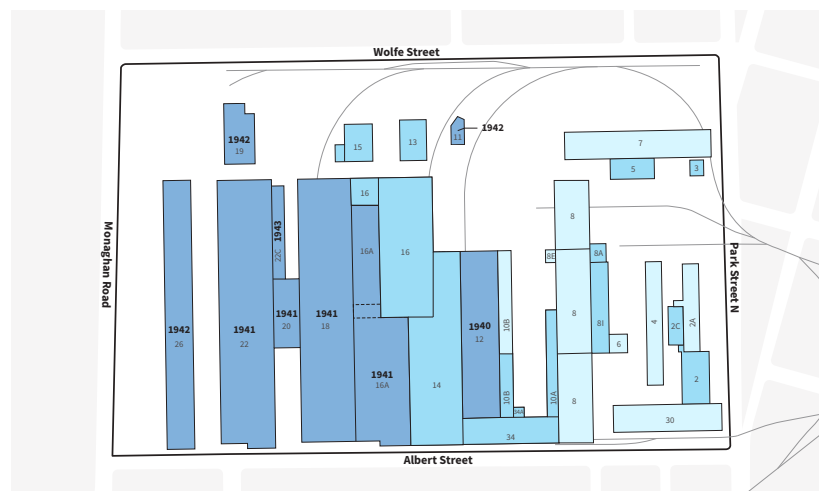 Wolfe Street
1942
19
15
13
11
1942
7
5
3
16
8
1943
22C
16A
16
8E
8A
Monaghan Road
Park Street N
1942
26
1941
22
1941
20
1941
18
1940
12
10B
8
8I
6
4
2C
2A
1941
16A
14
10B
34A
10A
8
2
30
34
Albert Street